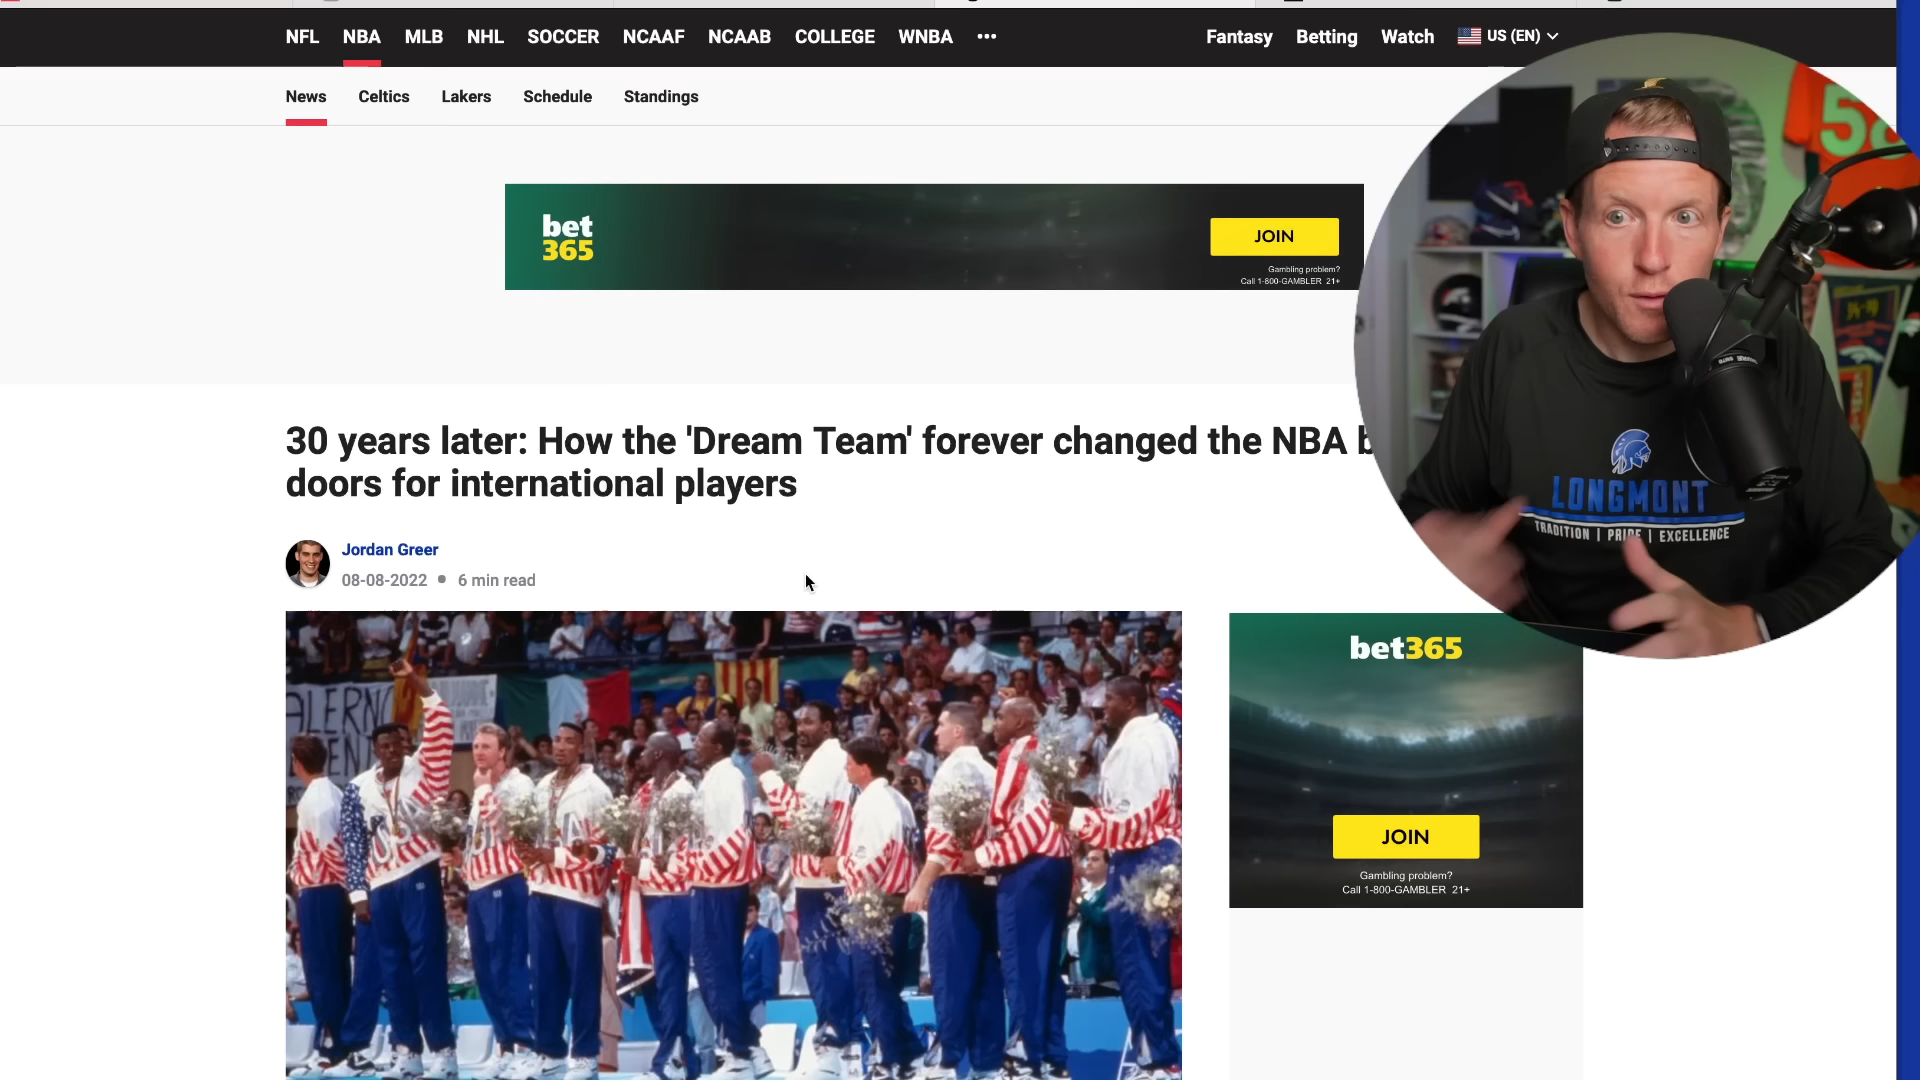 NFL NBA MLB NHL SOCCER NCAAF NCAAB COLLEGE WNBA ••• Fantasy Betting Watch US (EN)
News Celtics Lakers Schedule Standings
bet
365
JOIN
Gambling problem?
Call 1-800-GAMBLER 21+
30 years later: How the 'Dream Team' forever changed the NBA b
doors for international players
Jordan Greer
08-08-2022 • 6 min read
LONGMONT
TRADITION | PRIDE | EXCELLENCE
bet365
JOIN
Gambling problem?
Call 1-800-GAMBLER 21+